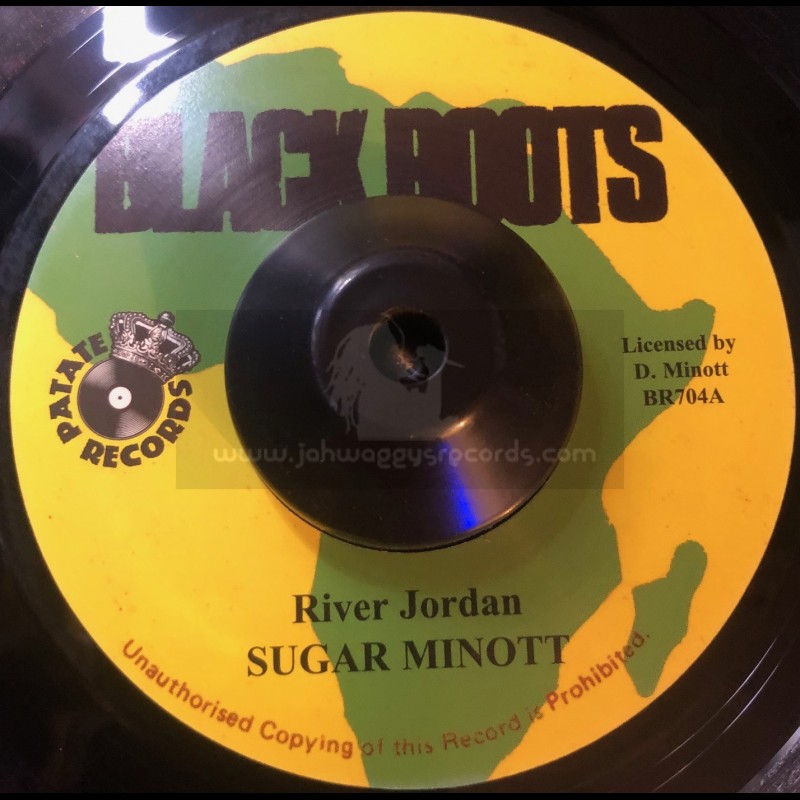 BLACK ROOTS
PATATE
RECORDS
Licensed by
D. Minott
BR704A
www.jahwaggysrecords.com
River Jordan
SUGAR MINOTT
Unauthorised Copying of this Record is Prohibited.